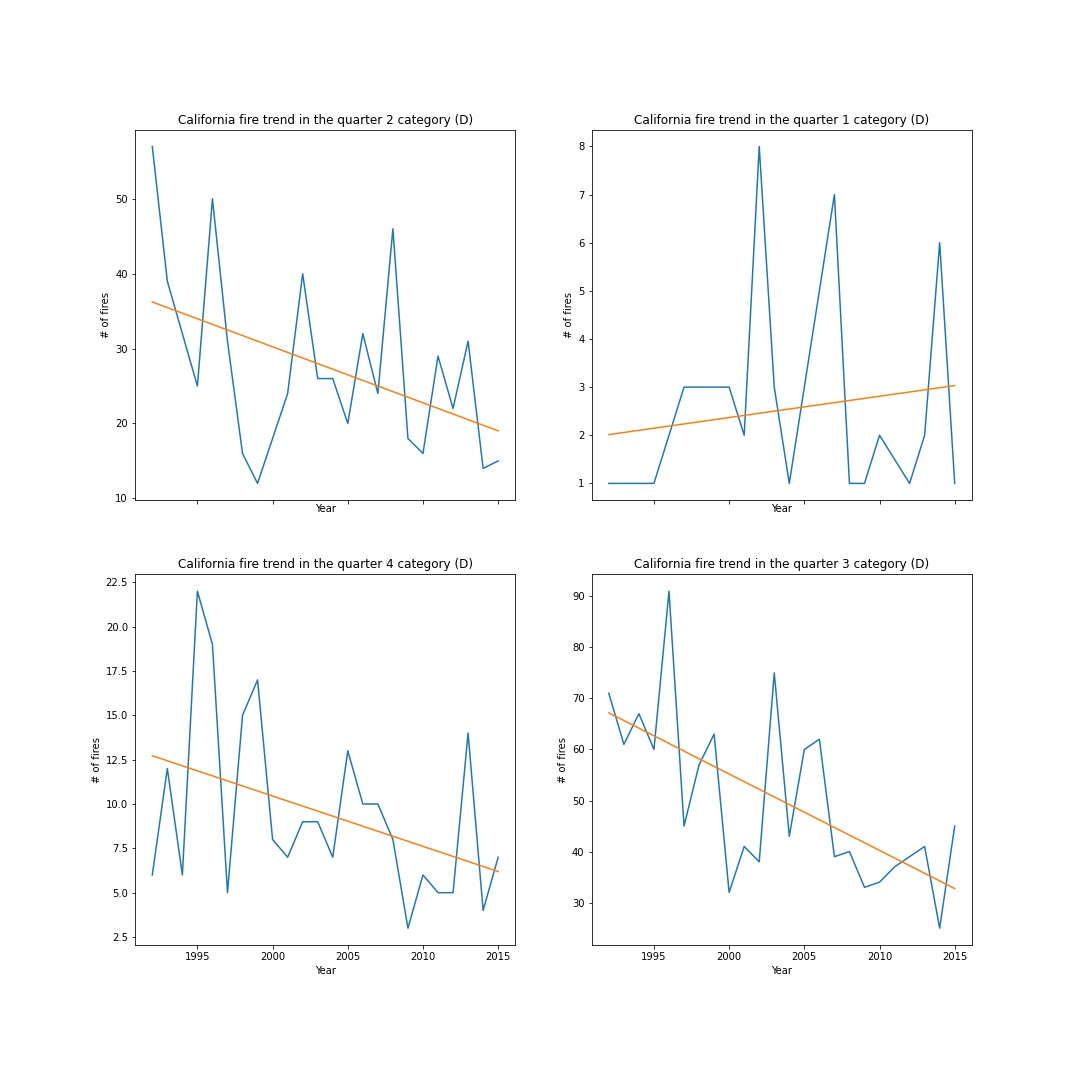 California fire trend in the quarter 2 category (D)
# of fires
50
40
30
20
10
Year
California fire trend in the quarter 1 category (D)
# of fires
8
7
6
5
4
3
2
1
Year
California fire trend in the quarter 4 category (D)
# of fires
22.5
20.0
17.5
15.0
12.5
10.0
7.5
5.0
2.5
1995 2000 2005 2010 2015
Year
California fire trend in the quarter 3 category (D)
# of fires
90
80
70
60
50
40
30
1995 2000 2005 2010 2015
Year